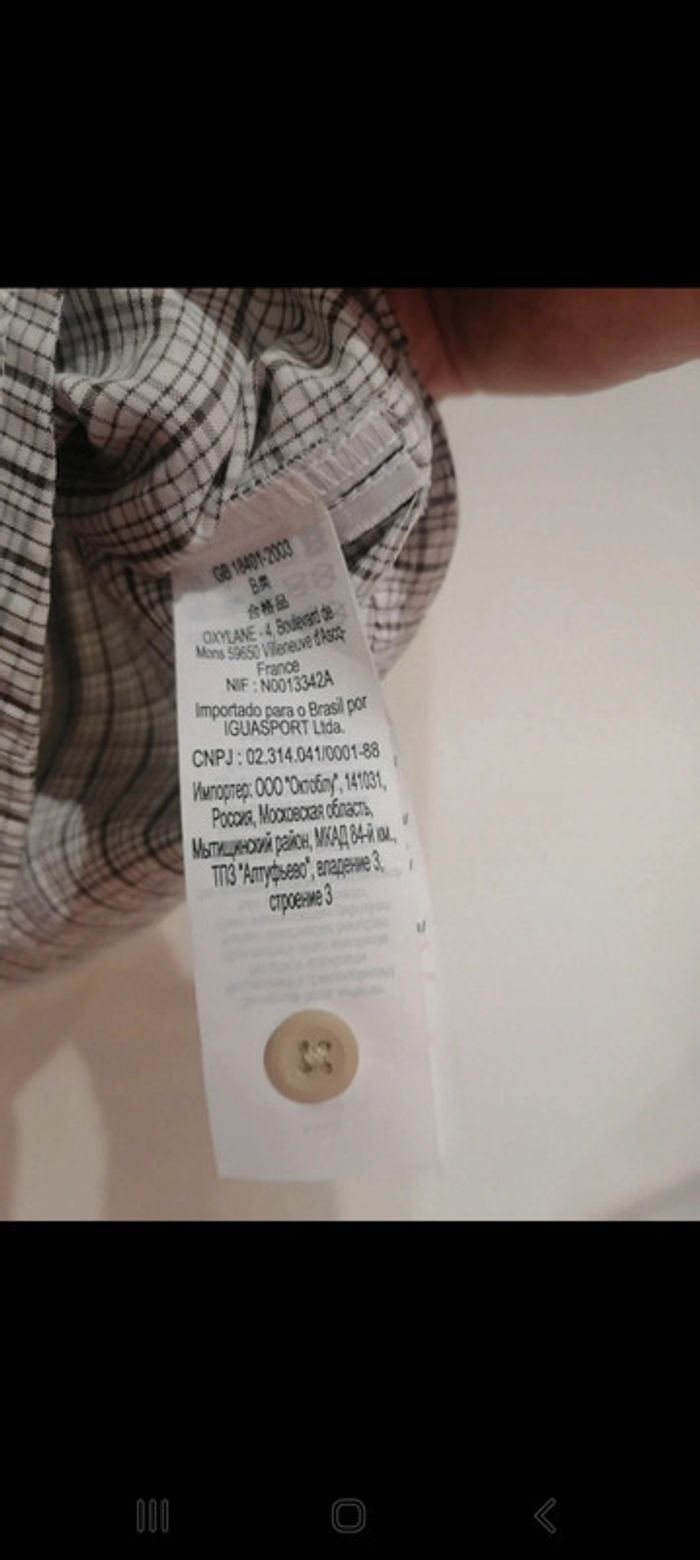 GB 18401-2003
B类
合格品
OXYLANE - 4, Boulevard de
Mons 59650 Villeneuve d'Ascq-
France
NIF : N0013342A
Importado para o Brasil por
IGUASPORT Ltda.
CNPJ : 02.314.041/0001-88
Импортер: ООО "Октоблу", 141031,
Россия, Московская область,
Мытищинский район, МКАД 84-й км.,
ТПЗ "Алтуфьево", владение 3,
строение 3